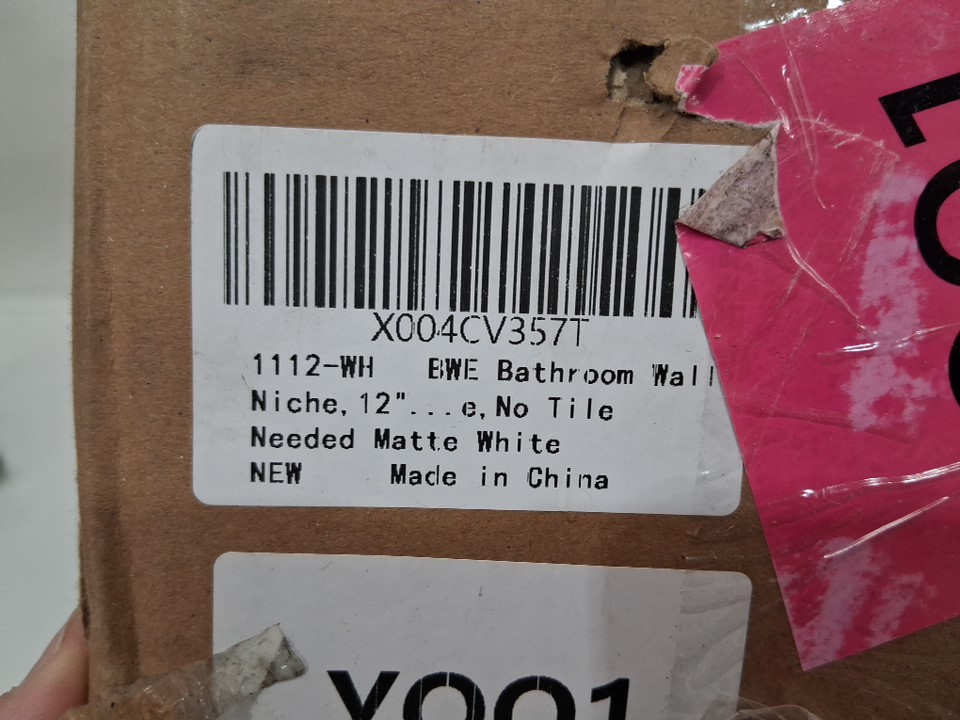 X004CV357T
1112-WH BWE Bathroom Wall
Niche, 12"...e, No Tile
Needed Matte White
NEW Made in China